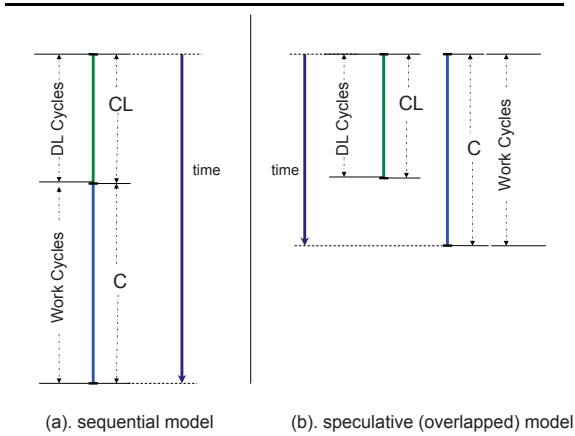 DL Cycles
CL
Work Cycles
C
time
(a). sequential model
time
DL Cycles
CL
C
Work Cycles
(b). speculative (overlapped) model